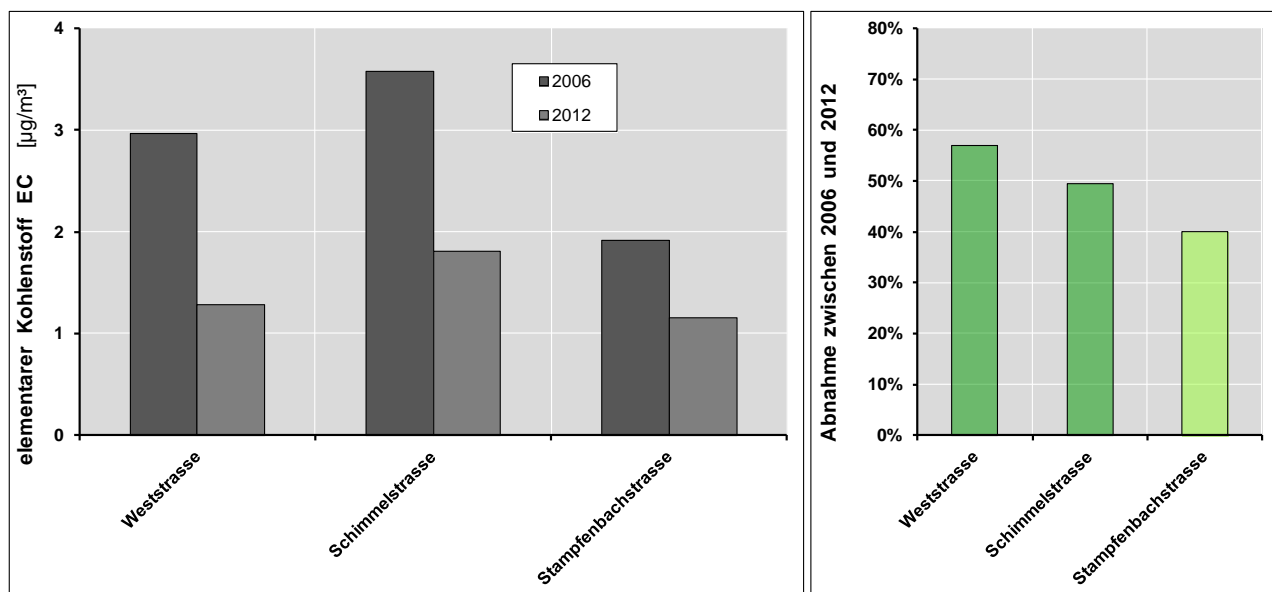 elementarer Kohlenstoff EC [µg/m³]
4
3
2
1
0
2006
2012
Weststrasse
Schimmelstrasse
Stampfenbachstrasse
Abnahme zwischen 2006 und 2012
80%
70%
60%
50%
40%
30%
20%
10%
0%
Weststrasse
Schimmelstrasse
Stampfenbachstrasse